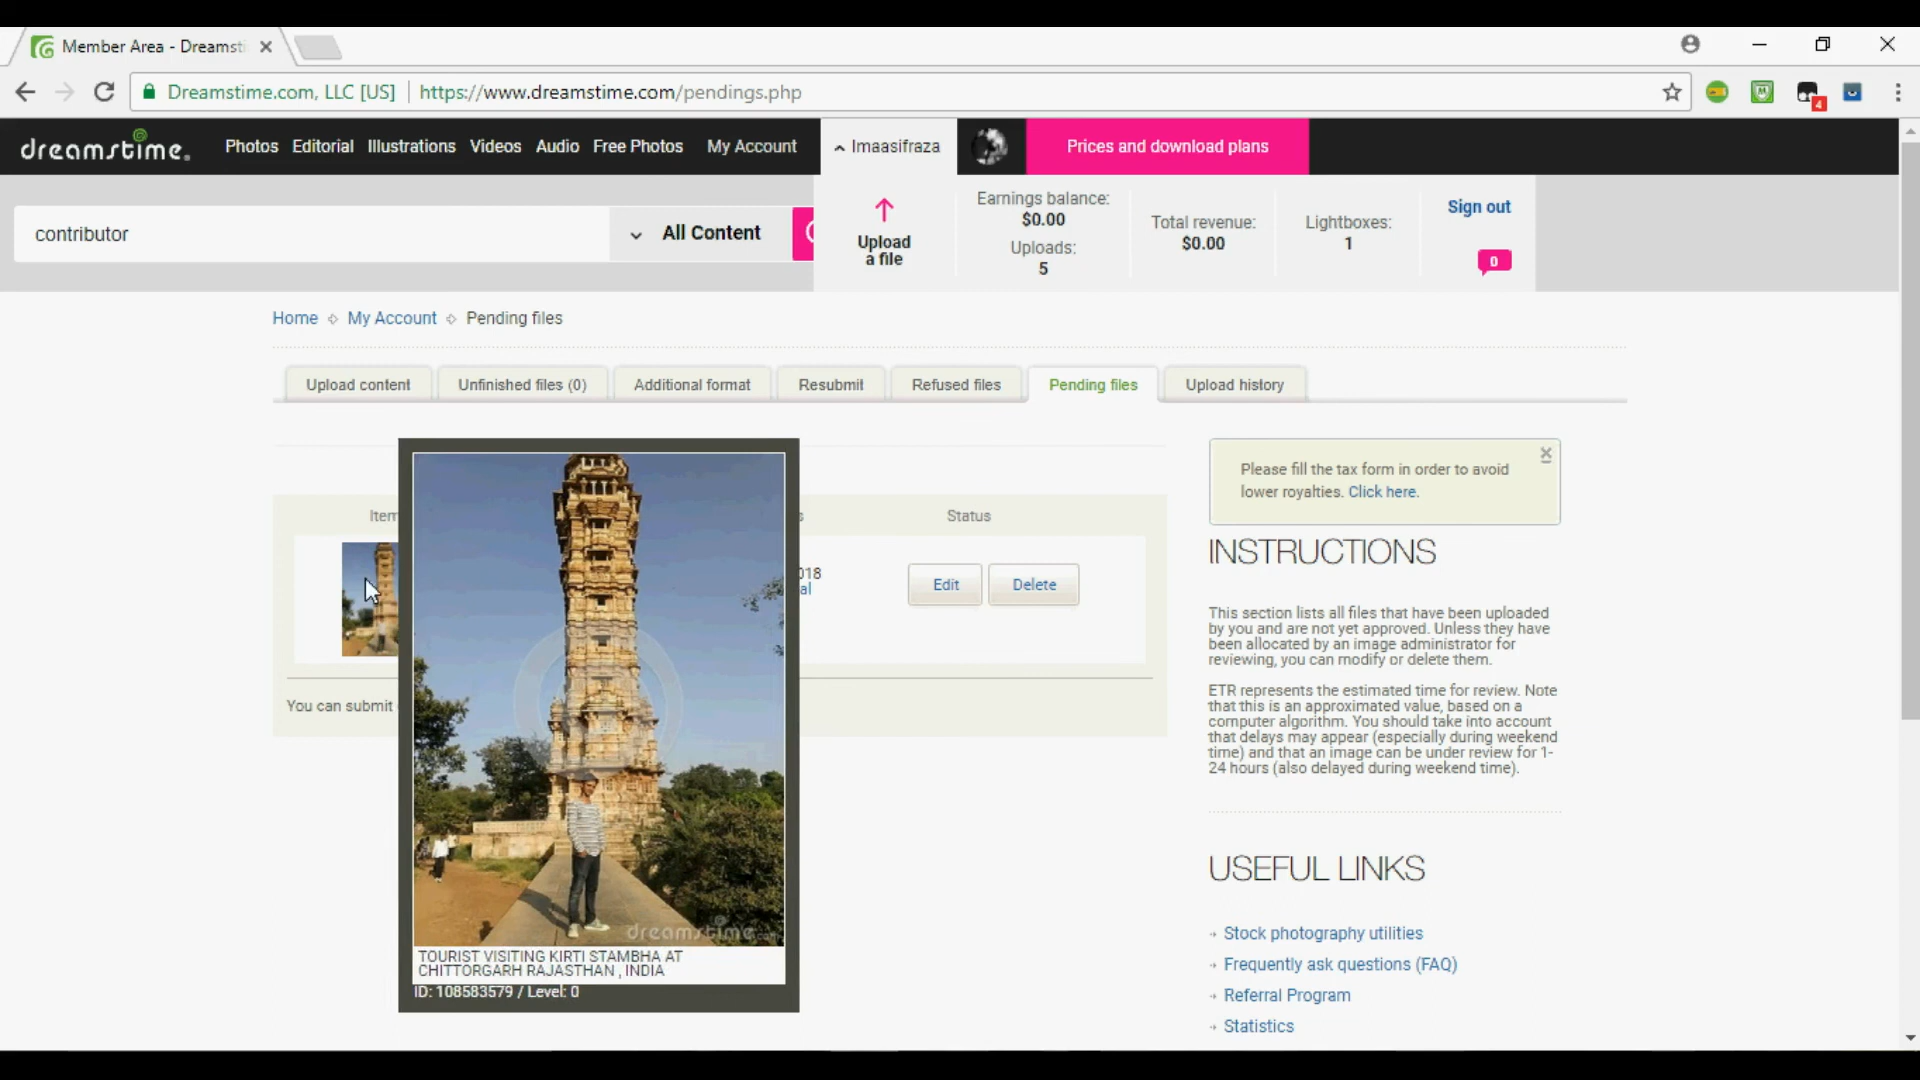 Member Area - Dreamsti
Dreamstime.com, LLC [US] https://www.dreamstime.com/pendings.php
4
dreamstime.
Photos Editorial Illustrations Videos Audio Free Photos My Account Imaasifraza Prices and download plans
contributor
All Content
Upload
a file
Earnings balance:
$0.00
Uploads:
5
Total revenue:
$0.00
Lightboxes:
1
Sign out
0
Home My Account Pending files
Upload content Unfinished files (0) Additional format Resubmit Refused files Pending files Upload history
Item
s
Status
018
al
Edit Delete
You can submit
dreamstime.com
TOURIST VISITING KIRTI STAMBHA AT
CHITTORGARH RAJASTHAN , INDIA
ID: 108583579 / Level: 0
Please fill the tax form in order to avoid
lower royalties. Click here.
INSTRUCTIONS
This section lists all files that have been uploaded
by you and are not yet approved. Unless they have
been allocated by an image administrator for
reviewing, you can modify or delete them.
ETR represents the estimated time for review. Note
that this is an approximated value, based on a
computer algorithm. You should take into account
that delays may appear (especially during weekend
time) and that an image can be under review for 1-
24 hours (also delayed during weekend time).
USEFUL LINKS
Stock photography utilities
Frequently ask questions (FAQ)
Referral Program
Statistics